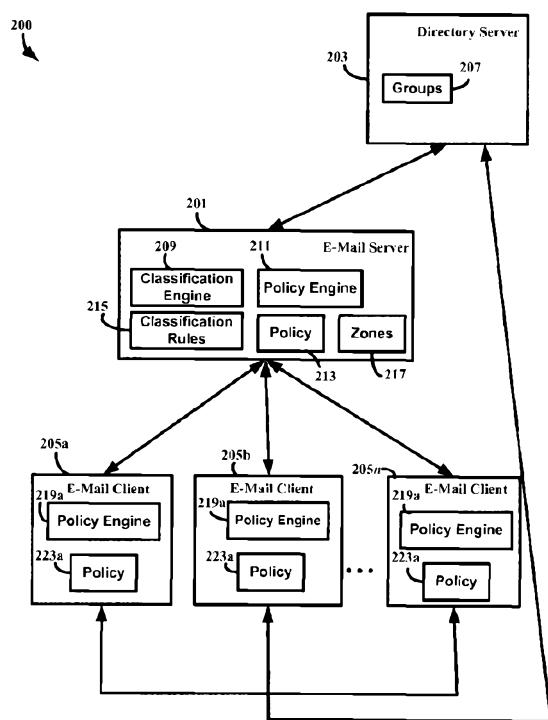 200
Directory Server
203
Groups
207
201
E-Mail Server
209
211
Classification
Engine
Policy Engine
215
Classification
Rules
Policy
Zones
213
217
205a
E-Mail Client
219a
Policy Engine
223a
Policy
205b
E-Mail Client
219a
Policy Engine
223a
Policy
...
205n
E-Mail Client
219a
Policy Engine
223a
Policy